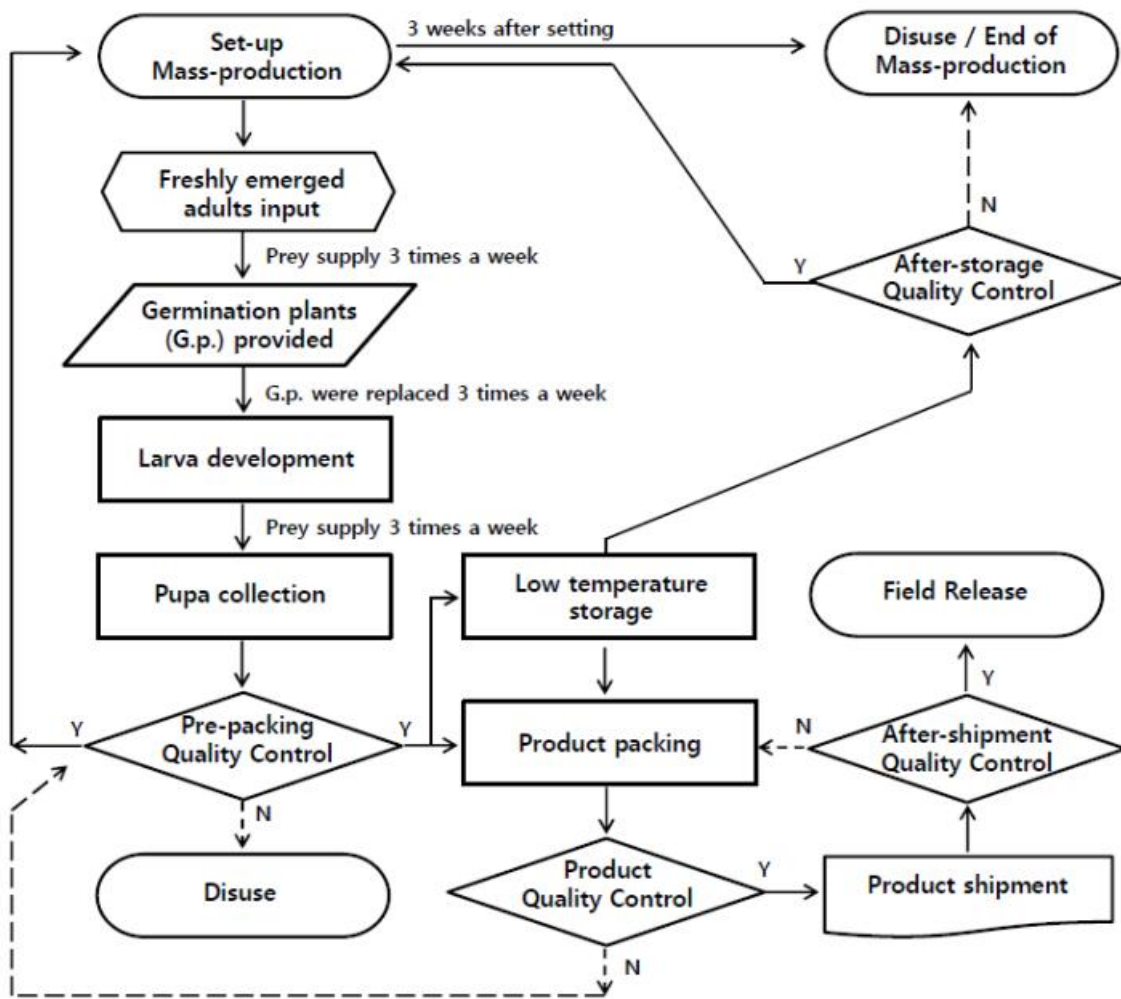 Set-up
Mass-production
3 weeks after setting
Disuse / End of
Mass-production
Freshly emerged
adults input
Prey supply 3 times a week
N
Y
After-storage
Quality Control
Germination plants
(G.p.) provided
G.p. were replaced 3 times a week
Larva development
Prey supply 3 times a week
Pupa collection
Low temperature
storage
Field Release
Y
Pre-packing
Quality Control
Y
Y
N
Product packing
N
After-shipment
Quality Control
Y
Disuse
Product
Quality Control
Y
Product shipment
N